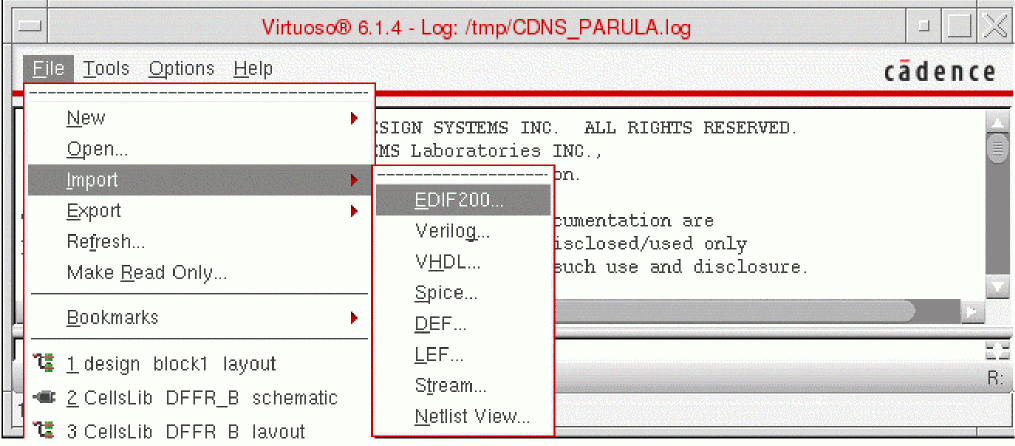 Virtuoso® 6.1.4 - Log: /tmp/CDNS_PARULA.log
File Tools Options Help
cādence
New
Open...
Import
Export
Refresh...
Make Read Only...
Bookmarks
1 design block1 layout
2 CellsLib DFFR_B schematic
3 CellsLib DFFR_B layout
EDIF200...
Verilog...
VHDL...
Spice...
DEF...
LEF...
Stream...
Netlist View...
SIGN SYSTEMS INC. ALL RIGHTS RESERVED.
MS Laboratories INC.,
on.
cumentation are
isclosed/used only
such use and disclosure.
R: